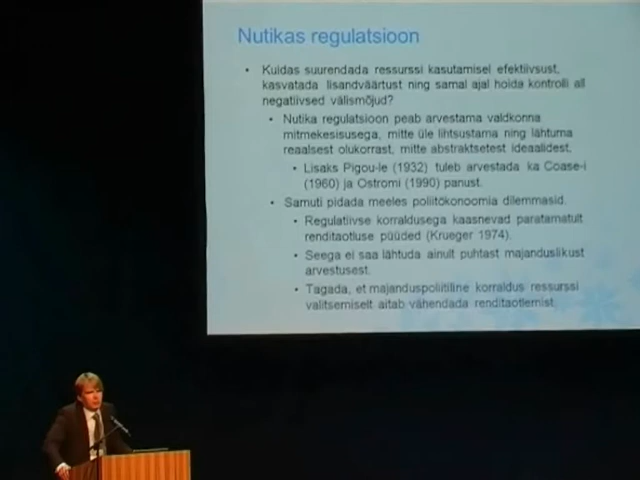 Nutikas regulatsioon
• Kuidas suurendada ressurssi kasutamisel efektiivsust,
kasvatada lisandväärtust ning samal ajal hoida kontrolli all
negatiivsed välismõjud?
• Nutika regulatsioon peab arvestama valdkonna
mitmekesisusega, mitte üle lihtsustama ning lähtuma
reaalsest olukorrast, mitte abstraktsetest ideaalidest.
• Lisaks Pigou-le (1932) tuleb arvestada ka Coase-i
(1960) ja Ostromi (1990) panust.
• Samuti pidada meeles poliitökonoomia dilemmasid.
• Regulatiivse korraldusega kaasnevad paratamatult
renditaotluse püüded (Krueger 1974).
• Seega ei saa lähtuda ainult puhtast majanduslikust
arvestusest.
• Tagada, et majanduspoliitiline korraldus ressurssi
valitsemiselt aitab vähendada renditaotlemist.